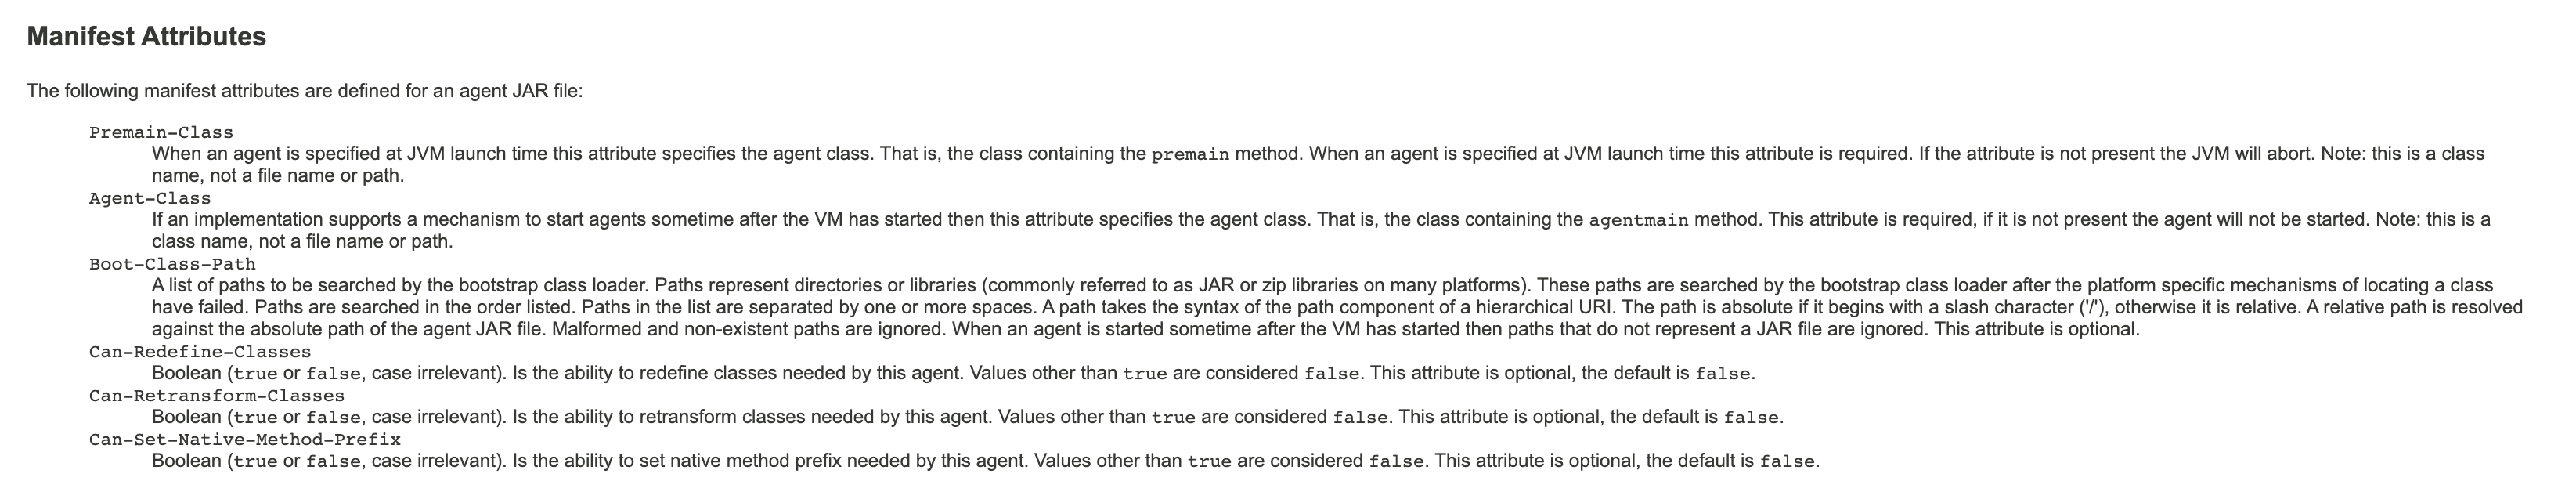 Manifest Attributes
The following manifest attributes are defined for an agent JAR file:
Premain-Class
When an agent is specified at JVM launch time this attribute specifies the agent class. That is, the class containing the premain method. When an agent is specified at JVM launch time this attribute is required. If the attribute is not present the JVM will abort. Note: this is a class
name, not a file name or path.
Agent-Class
If an implementation supports a mechanism to start agents sometime after the VM has started then this attribute specifies the agent class. That is, the class containing the agentmain method. This attribute is required, if it is not present the agent will not be started. Note: this is a
class name, not a file name or path.
Boot-Class-Path
A list of paths to be searched by the bootstrap class loader. Paths represent directories or libraries (commonly referred to as JAR or zip libraries on many platforms). These paths are searched by the bootstrap class loader after the platform specific mechanisms of locating a class
have failed. Paths are searched in the order listed. Paths in the list are separated by one or more spaces. A path takes the syntax of the path component of a hierarchical URI. The path is absolute if it begins with a slash character ('/'), otherwise it is relative. A relative path is resolved
against the absolute path of the agent JAR file. Malformed and non-existent paths are ignored. When an agent is started sometime after the VM has started then paths that do not represent a JAR file are ignored. This attribute is optional.
Can-Redefine-Classes
Boolean (true or false, case irrelevant). Is the ability to redefine classes needed by this agent. Values other than true are considered false. This attribute is optional, the default is false.
Can-Retransform-Classes
Boolean (true or false, case irrelevant). Is the ability to retransform classes needed by this agent. Values other than true are considered false. This attribute is optional, the default is false.
Can-Set-Native-Method-Prefix
Boolean (true or false, case irrelevant). Is the ability to set native method prefix needed by this agent. Values other than true are considered false. This attribute is optional, the default is false.